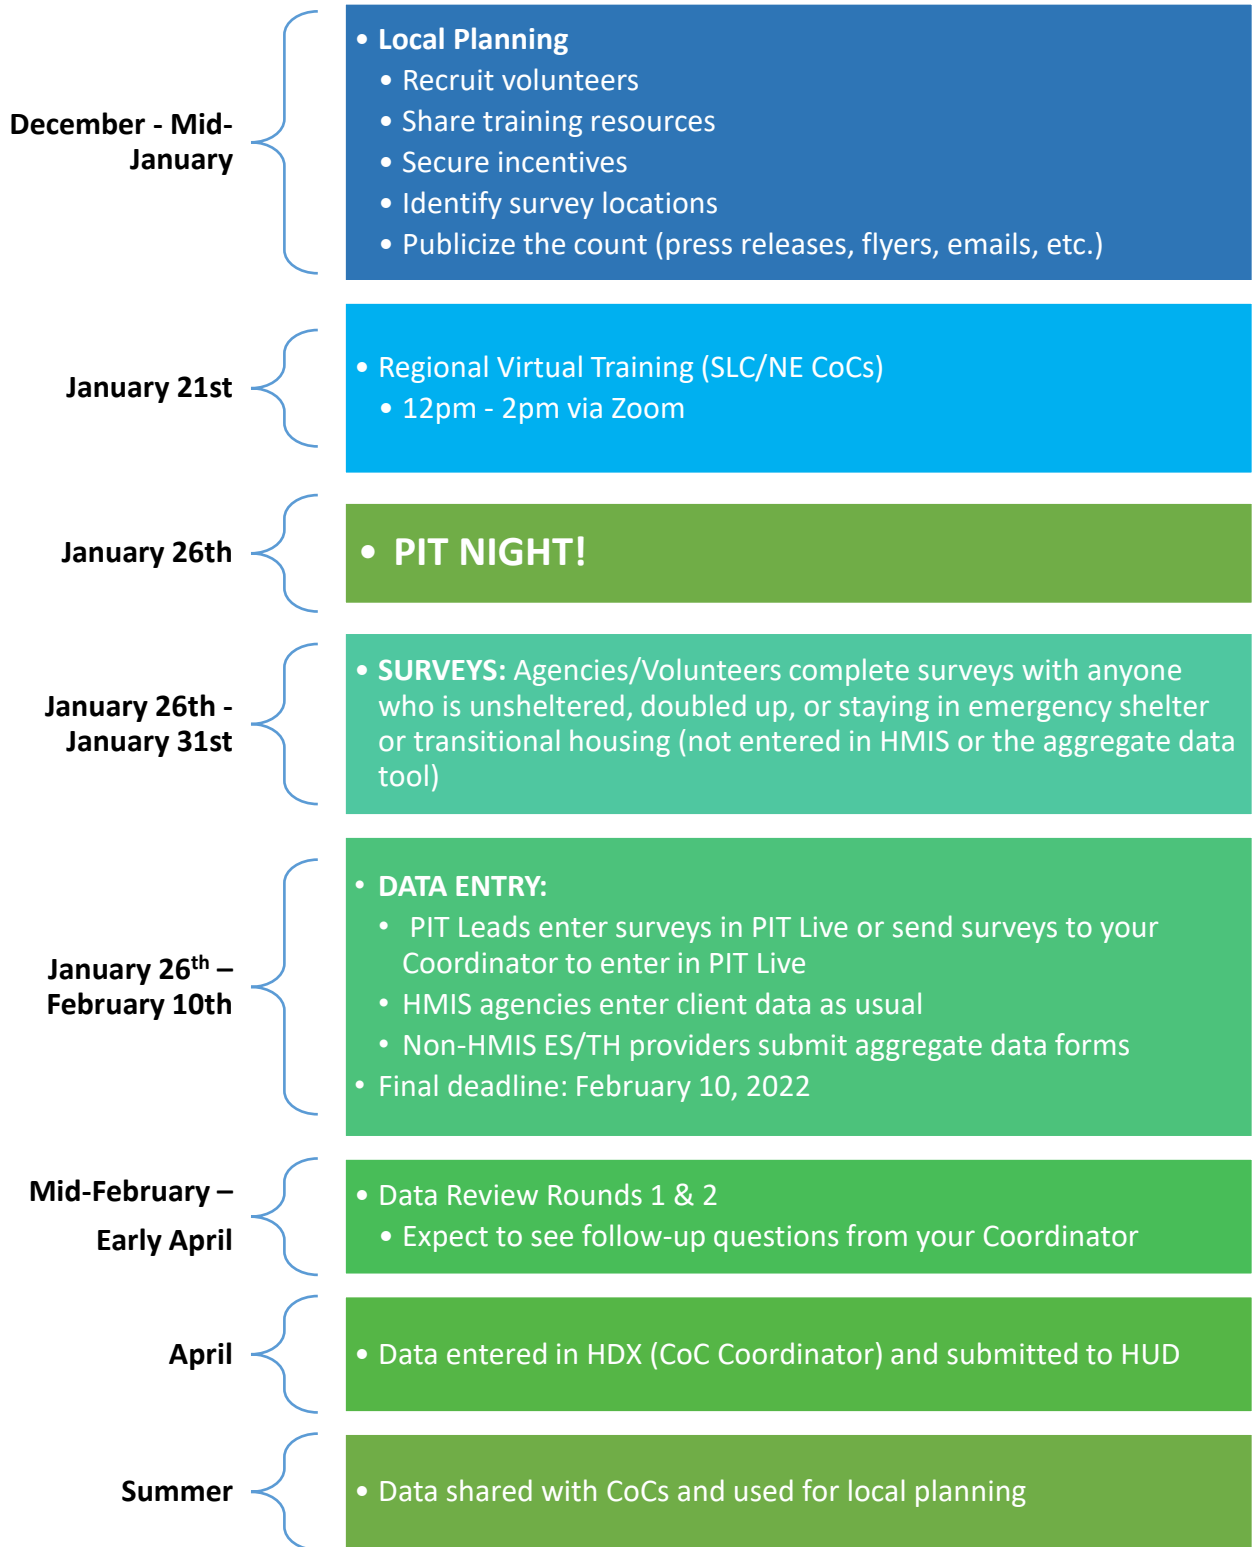 December - Mid-
January
• Local Planning
• Recruit volunteers
• Share training resources
• Secure incentives
• Identify survey locations
• Publicize the count (press releases, flyers, emails, etc.)
January 21st
• Regional Virtual Training (SLC/NE CoCs)
• 12pm - 2pm via Zoom
January 26th
• PIT NIGHT!
January 26th -
January 31st
• SURVEYS: Agencies/Volunteers complete surveys with anyone
who is unsheltered, doubled up, or staying in emergency shelter
or transitional housing (not entered in HMIS or the aggregate data
tool)
January 26th –
February 10th
• DATA ENTRY:
• PIT Leads enter surveys in PIT Live or send surveys to your
Coordinator to enter in PIT Live
• HMIS agencies enter client data as usual
• Non-HMIS ES/TH providers submit aggregate data forms
• Final deadline: February 10, 2022
Mid-February –
Early April
• Data Review Rounds 1 & 2
• Expect to see follow-up questions from your Coordinator
April
• Data entered in HDX (CoC Coordinator) and submitted to HUD
Summer
• Data shared with CoCs and used for local planning